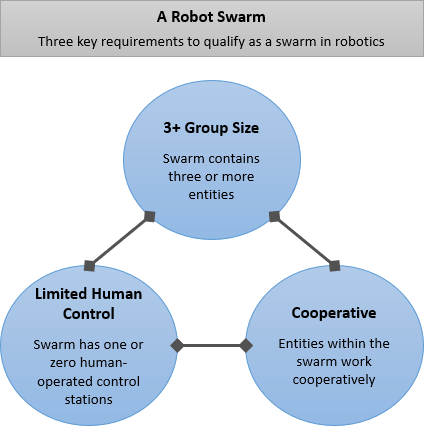 A Robot Swarm
Three key requirements to qualify as a swarm in robotics
3+ Group Size
Swarm contains
three or more
entities
Limited Human
Control
Swarm has one or
zero human-
operated control
stations
Cooperative
Entities within the
swarm work
cooperatively